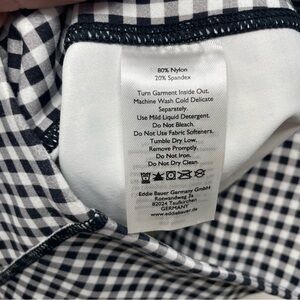 80% Nylon
20% Spandex
Turn Garment Inside Out.
Machine Wash Cold Delicate
Separately.
Use Mild Liquid Detergent.
Do Not Bleach.
Do Not Use Fabric Softeners.
Tumble Dry Low.
Remove Promptly.
Do Not Iron.
Do Not Dry Clean.
Eddie Bauer Germany GmbH
Rotwandweg 3a
82024 Taufkirchen
GERMANY
www.eddiebauer.de